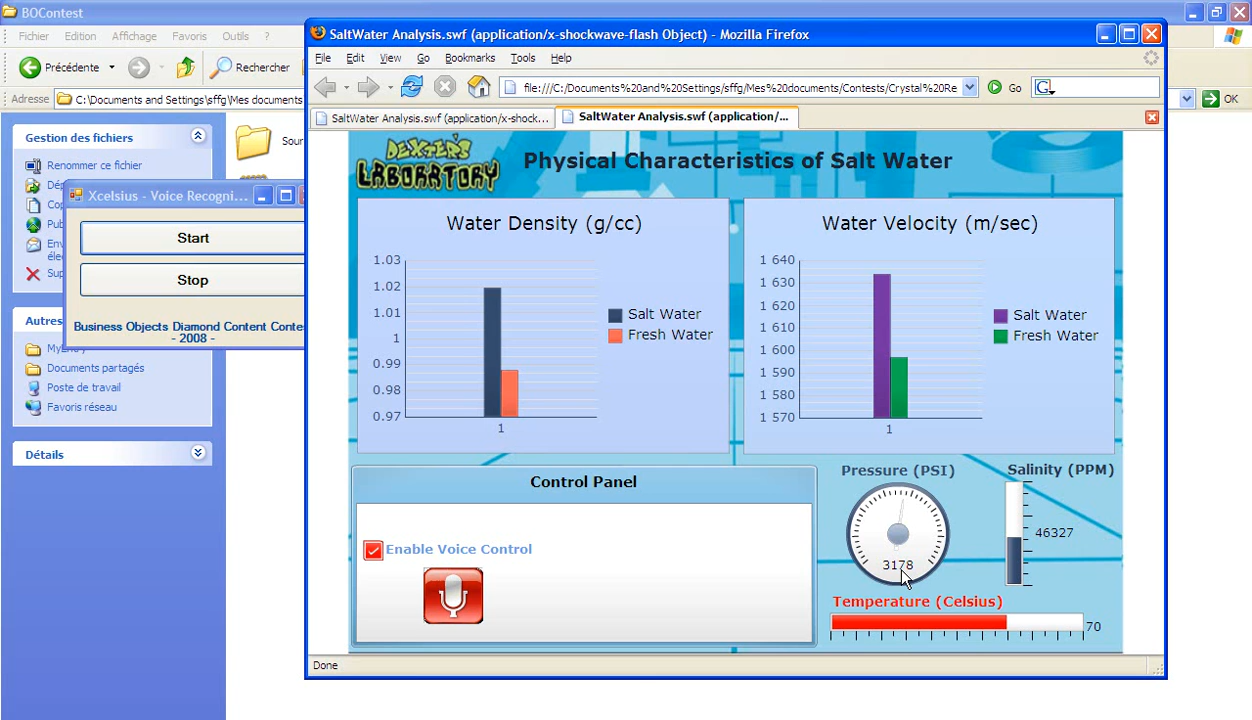 BOContest
Fichier Edition Affichage Favoris Outils ?
Précédente Rechercher
Adresse C:\Documents and Settings\sffg\Mes documents OK
Gestion des fichiers
Renommer ce fichier
Dép
Cop
Pub
Env
élec
Sup
Sour
Autres
Documents partagés
Poste de travail
Favoris réseau
Détails
Xcelsius - Voice Recogni...
Start
Stop
Business Objects Diamond Content Conte
- 2008 -
SaltWater Analysis.swf (application/x-shockwave-flash Object) - Mozilla Firefox
File Edit View Go Bookmarks Tools Help
file:///C:/Documents%20and%20Settings/sffg/Mes%20documents/Contests/Crystal%20Re Go G
SaltWater Analysis.swf (application/x-shock... SaltWater Analysis.swf (application/...
DEXTER'S
LABORATORY
Physical Characteristics of Salt Water
Water Density (g/cc)
1.03
1.02
1.01
1
0.99
0.98
0.97
1
Salt Water
Fresh Water
Water Velocity (m/sec)
1 640
1 630
1 620
1 610
1 600
1 590
1 580
1 570
1
Salt Water
Fresh Water
Control Panel
Enable Voice Control
Pressure (PSI)
3178
Salinity (PPM)
46327
Temperature (Celsius)
70
Done